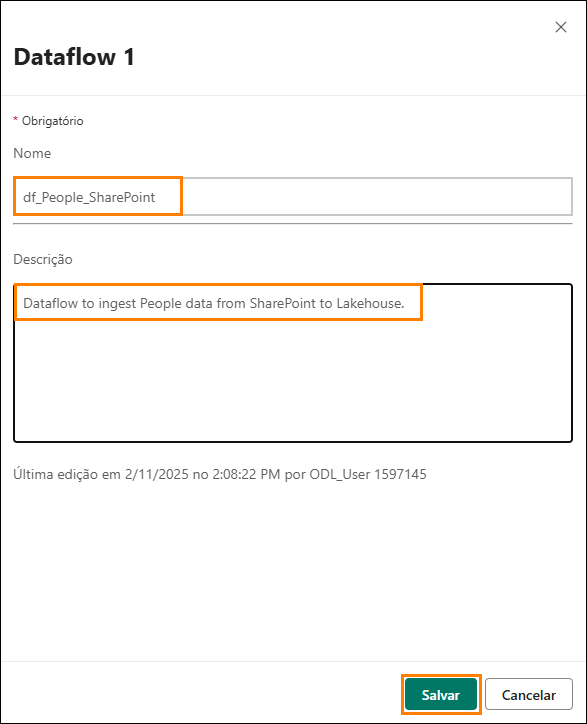 Dataflow 1
* Obrigatório
Nome
df_People_SharePoint
Descrição
Dataflow to ingest People data from SharePoint to Lakehouse.
Última edição em 2/11/2025 no 2:08:22 PM por ODL_User 1597145
Salvar
Cancelar